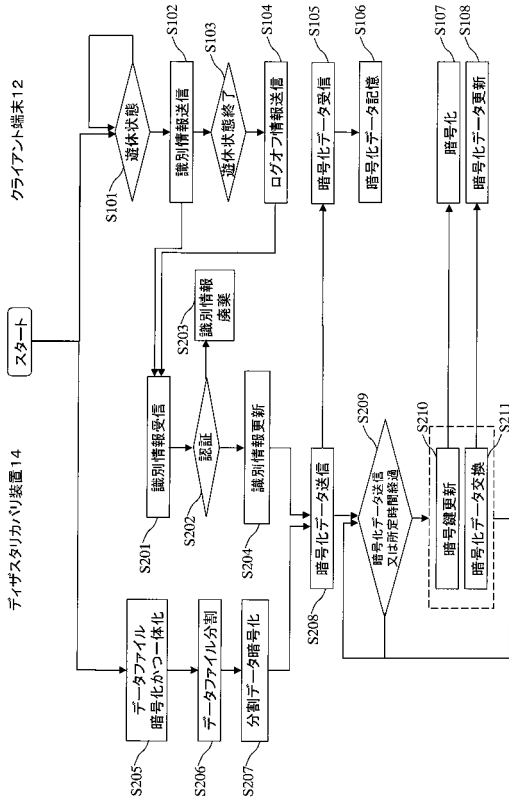 ディザスタリカバリ装置14
クライアント端末12
スタート
データファイル
暗号化かつ一体化
S205
データファイル分割
S206
分割データ暗号化
S207
識別情報受信
S201
認証
S202
識別情報
廃棄
S203
識別情報更新
S204
暗号化データ送信
S208
暗号化データ送信
又は所定時間経過
S209
暗号鍵更新
S210
暗号化データ交換
S211
遊休状態
S101
識別情報送信
S102
遊休状態終了
S103
ログオフ情報送信
S104
暗号化データ受信
S105
暗号化データ記憶
S106
暗号化
S107
暗号化データ更新
S108